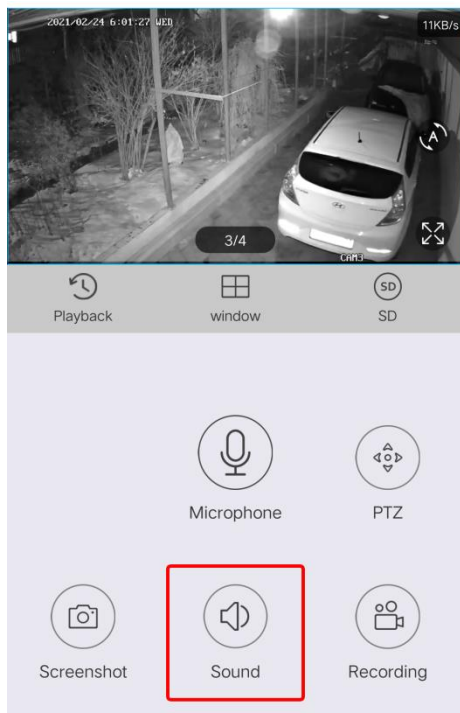 2021/02/24 6:01:27 WED
11KB/s
A
3/4
CAM3
Playback
window
SD
SD
Microphone
PTZ
Screenshot
Sound
Recording